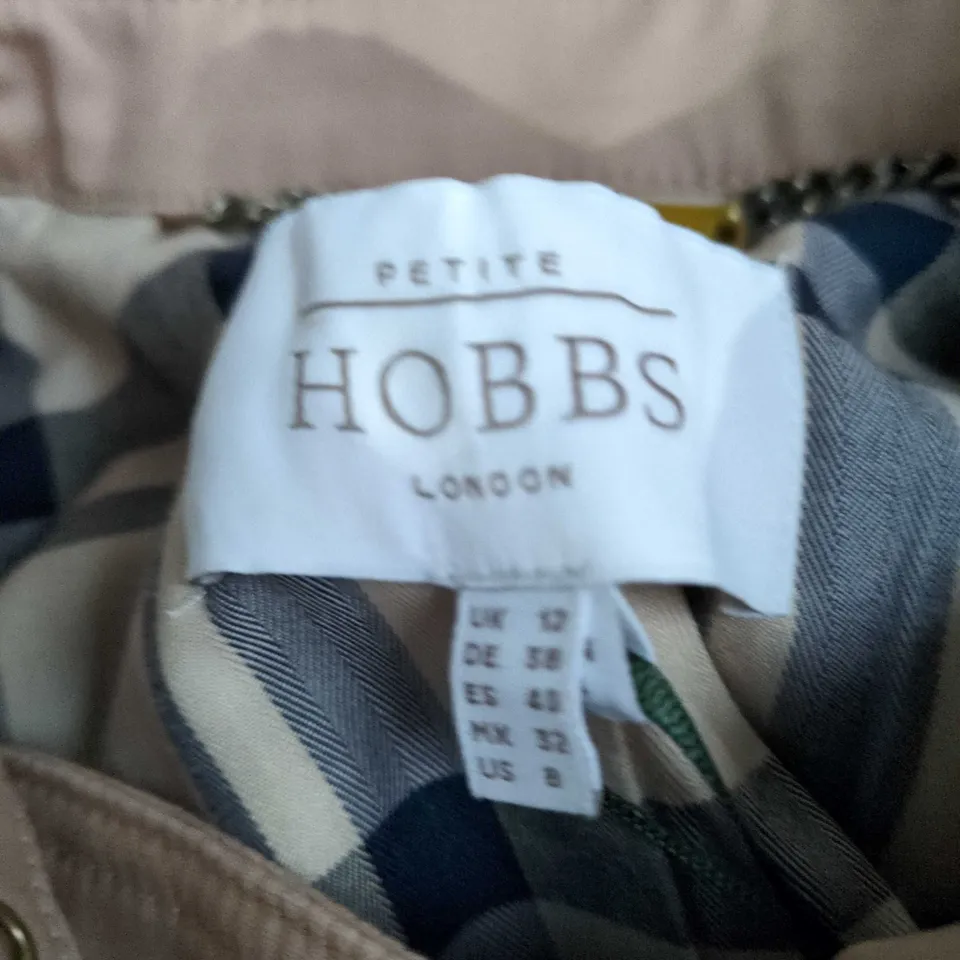 PETITE
HOBBS
LONDON
UK 12
DE 38
ES 40
MX 32
US 8